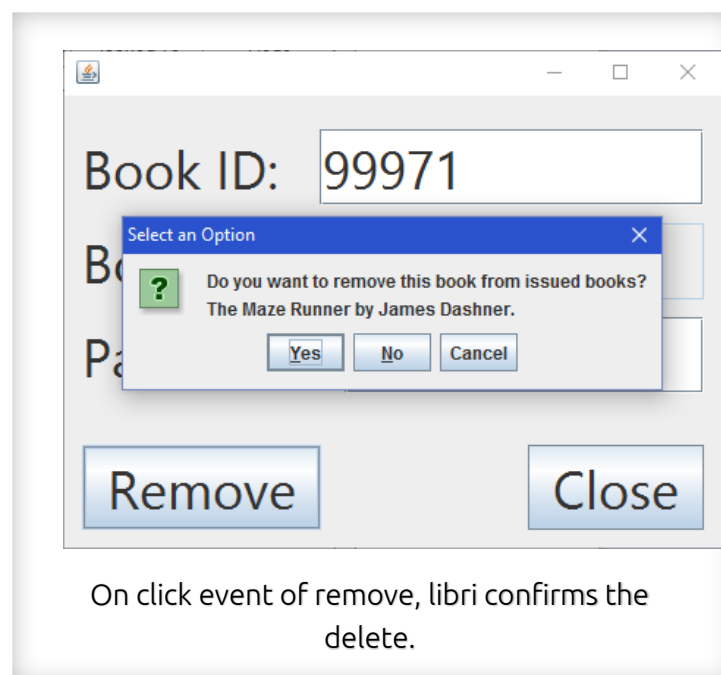 Book ID: 99971
Select an Option
Do you want to remove this book from issued books?
The Maze Runner by James Dashner.
Yes No Cancel
Remove Close
On click event of remove, libri confirms the
delete.